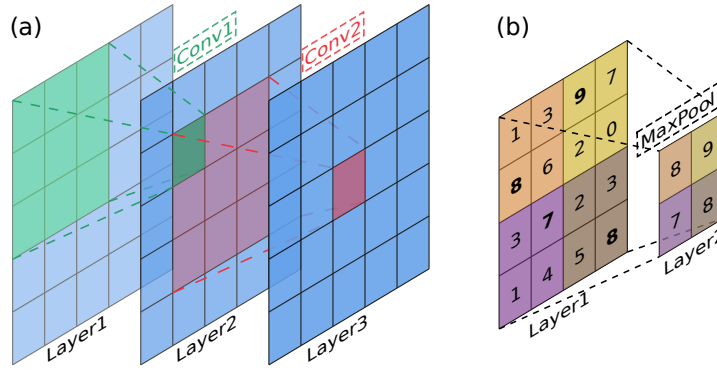 (a)
Conv1
Conv2
Layer1
Layer2
Layer3
(b)
1 3 9 7
8 6 2 0
3 7 2 3
1 4 5 8
MaxPool
8 9
7 8
Layer1
Layer2